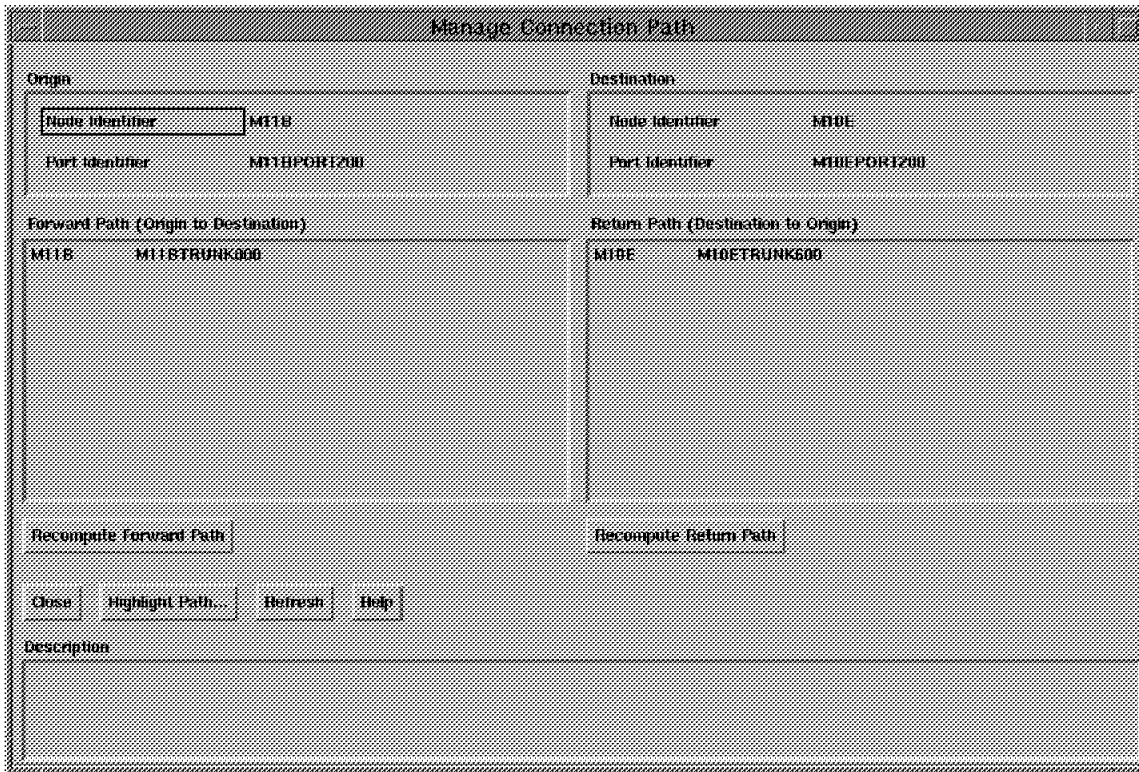 Manage Connection Path
Origin
Destination
Node Identifier M11B
Node Identifier M10E
Port Identifier M11BPORT200
Port Identifier M10EPORT200
Forward Path (Origin to Destination)
Return Path (Destination to Origin)
M11B M11BTRUNK000
M10E M10ETRUNK600
Recompute Forward Path
Recompute Return Path
Close Highlight Path... Refresh Help
Description